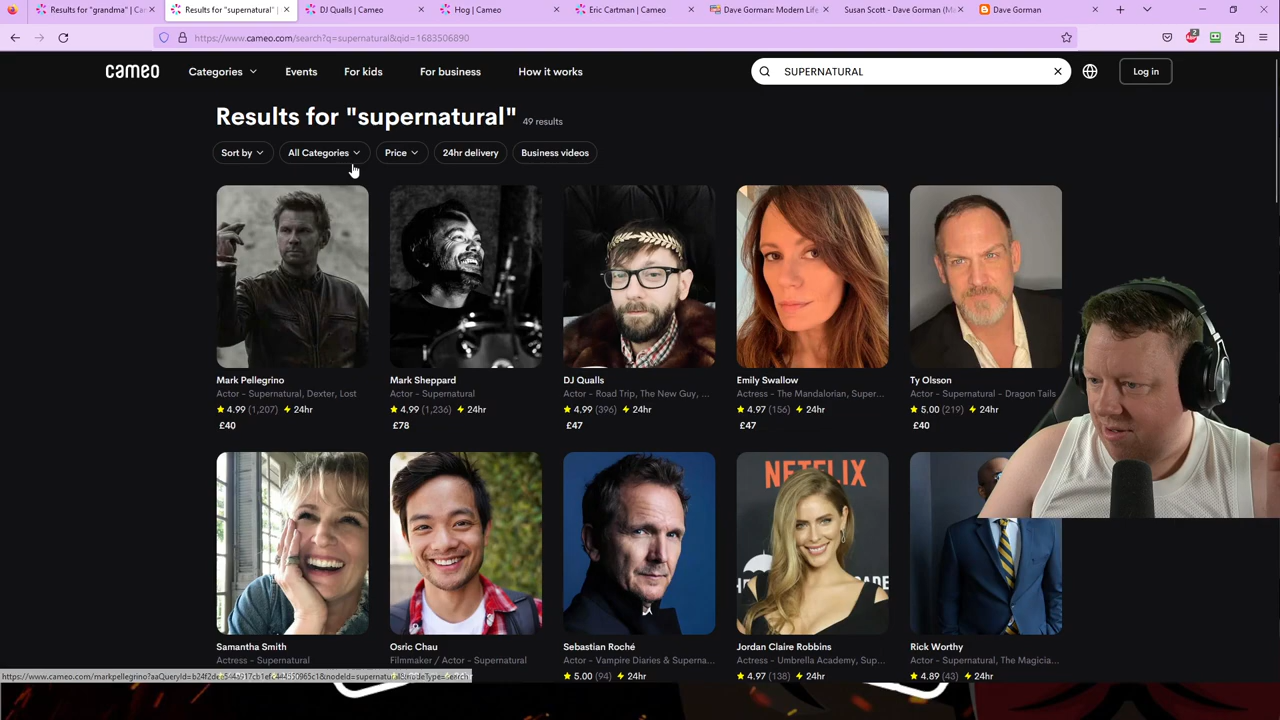 Results for "grandma" | Ca
Results for "supernatural" |
DJ Qualls | Cameo
Hog | Cameo
Eric Cartman | Cameo
Dave Gorman: Modern Life
Susan Scott - Dave Gorman (M
Dave Gorman
https://www.cameo.com/search?q=supernatural&qid=1683506890
2
cameo
Categories
Events
For kids
For business
How it works
SUPERNATURAL
Log in
Results for "supernatural" 49 results
Sort by
All Categories
Price
24hr delivery
Business videos
NETFLIX
Mark Pellegrino
Actor - Supernatural, Dexter, Lost
4.99 (1,207) 24hr
£40
Mark Sheppard
Actor - Supernatural
4.99 (1,236) 24hr
£78
DJ Qualls
Actor - Road Trip, The New Guy, ...
4.99 (396) 24hr
£47
Emily Swallow
Actress - The Mandalorian, Super...
4.97 (156) 24hr
£47
Ty Olsson
Actor - Supernatural - Dragon Tails
5.00 (219) 24hr
£40
Samantha Smith
Actress - Supernatural
Osric Chau
Filmmaker / Actor - Supernatural
Sebastian Roché
Actor - Vampire Diaries & Superna...
5.00 (94) 24hr
Jordan Claire Robbins
Actress - Umbrella Academy, Sup...
4.97 (138) 24hr
Rick Worthy
Actor - Supernatural, The Magicia...
4.89 (43) 24hr